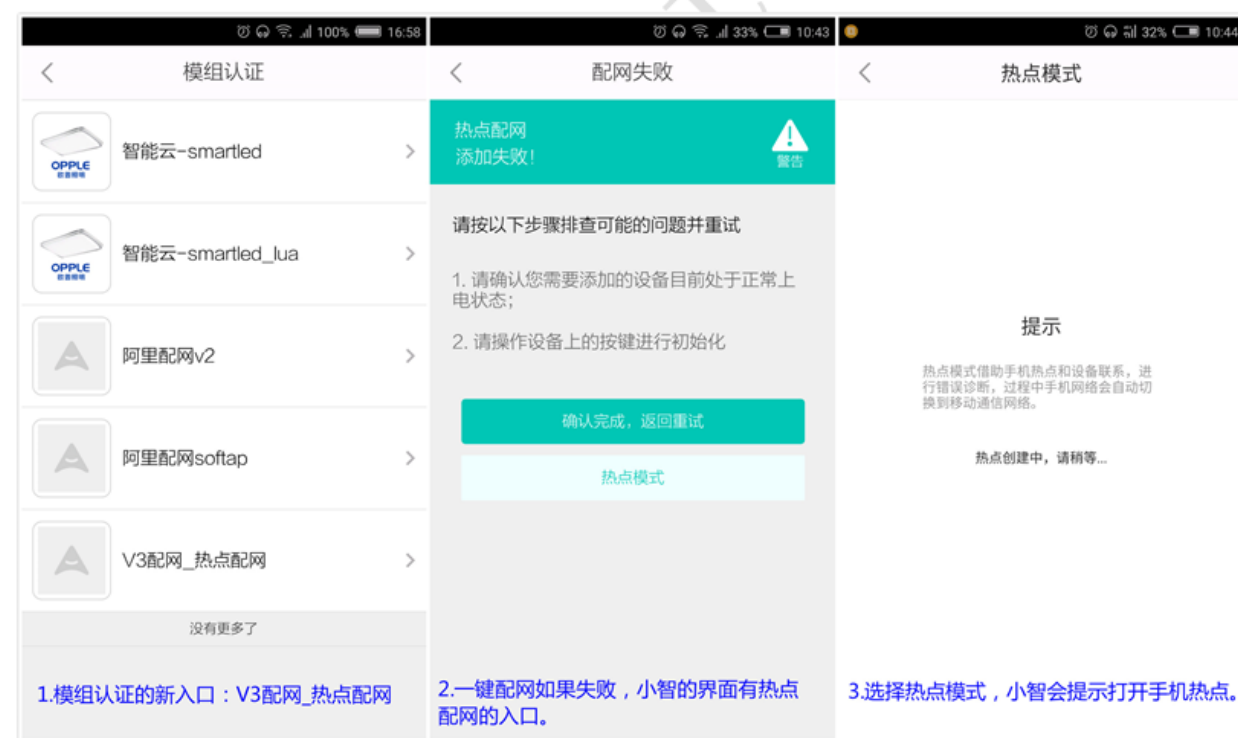 100% 16:58
模组认证
OPPLE
智能云-smartled
OPPLE
智能云-smartled_lua
阿里配网v2
阿里配网softap
V3配网_热点配网
没有更多了
1.模组认证的新入口：V3配网_热点配网
33% 10:43
配网失败
热点配网
添加失败!
警告
请按以下步骤排查可能的问题并重试
1. 请确认您需要添加的设备目前处于正常上
电状态;
2. 请操作设备上的按键进行初始化
确认完成，返回重试
热点模式
2.一键配网如果失败，小智的界面有热点
配网的入口。
32% 10:44
热点模式
提示
热点模式借助手机热点和设备联系，进
行错误诊断，过程中手机网络会自动切
换到移动通信网络。
热点创建中，请稍等...
3.选择热点模式，小智会提示打开手机热点。